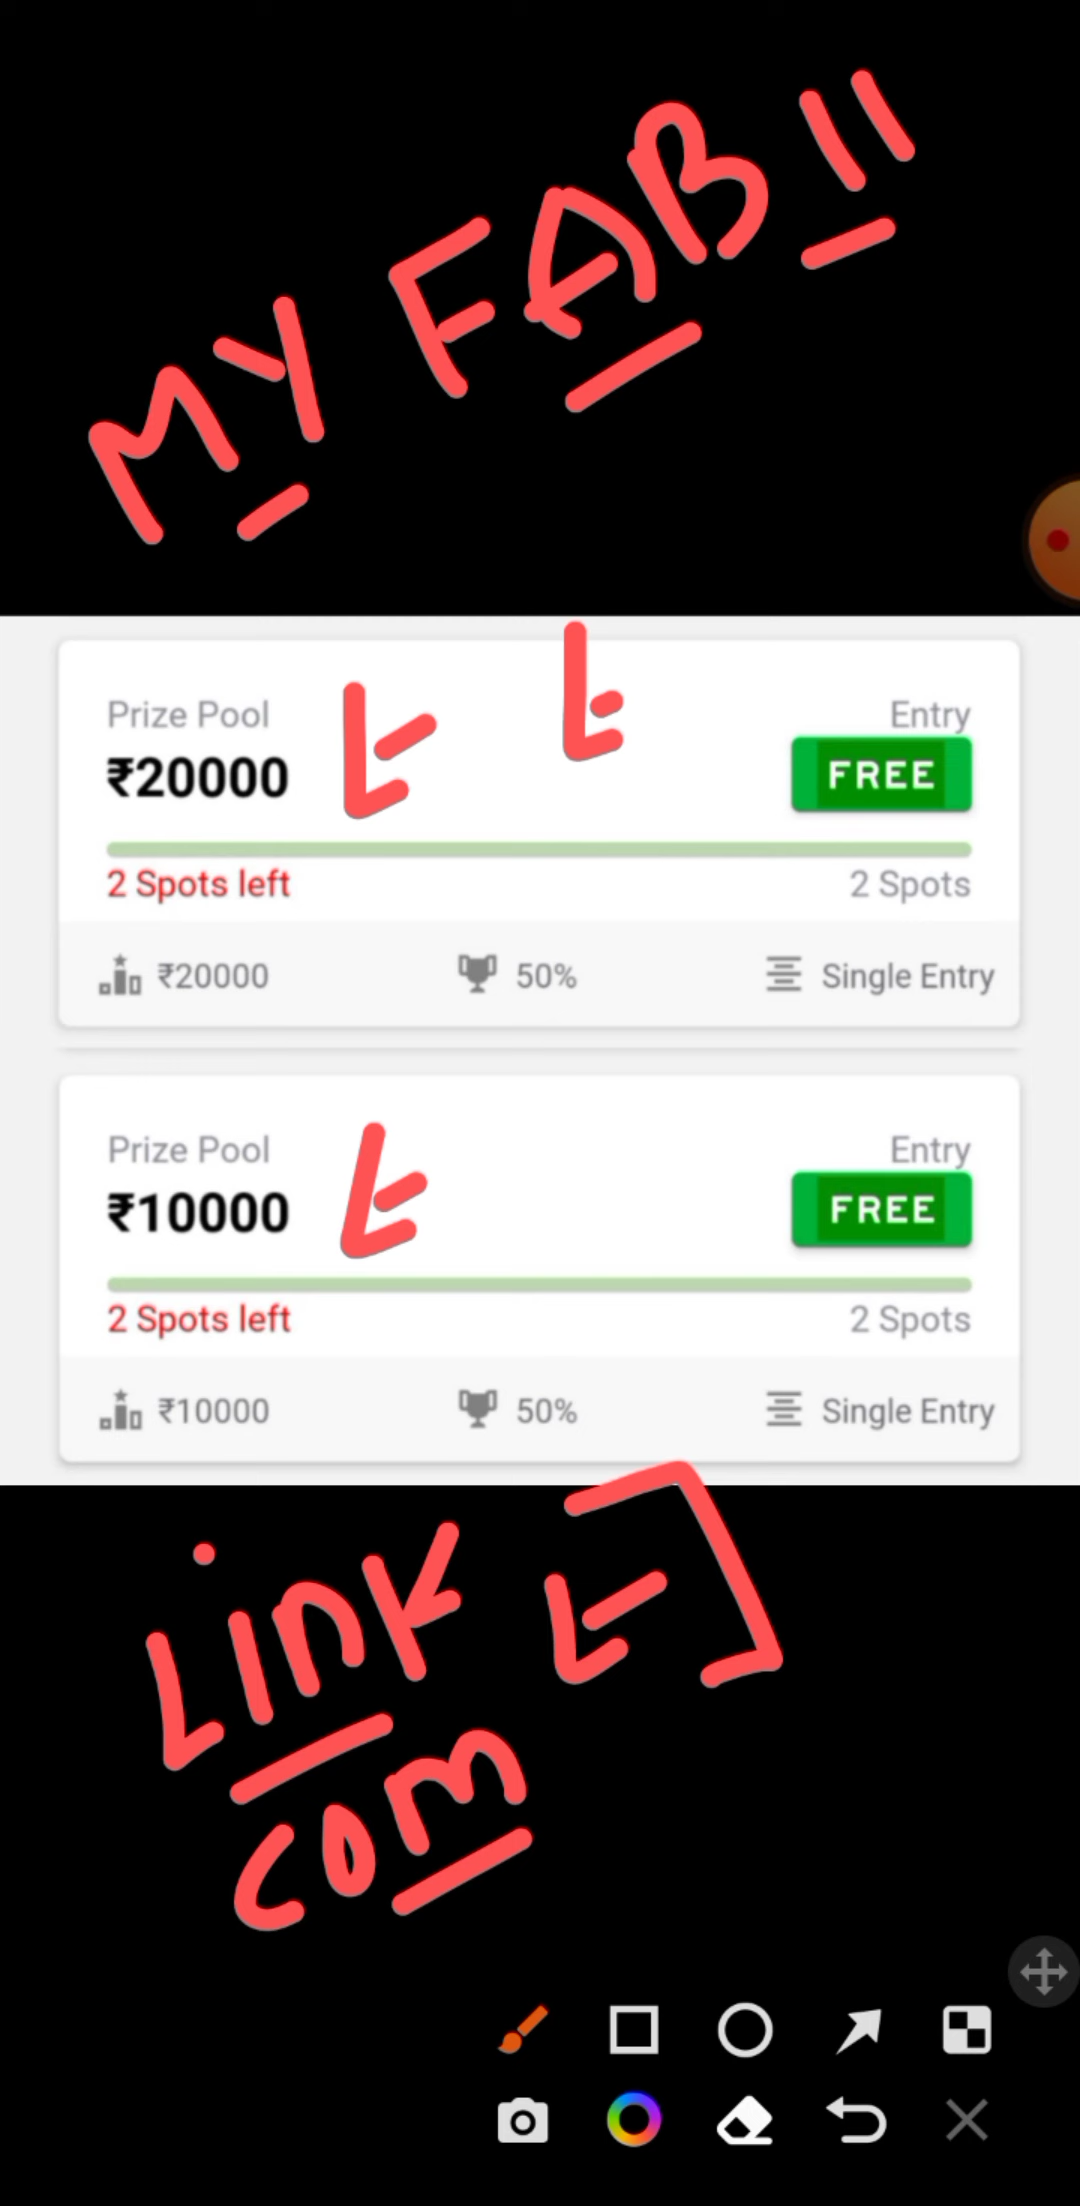 MY FAB !!
Prize Pool
Entry
₹20000
FREE
2 Spots left
2 Spots
₹20000
50%
Single Entry
Prize Pool
Entry
₹10000
FREE
2 Spots left
2 Spots
₹10000
50%
Single Entry
Link
com